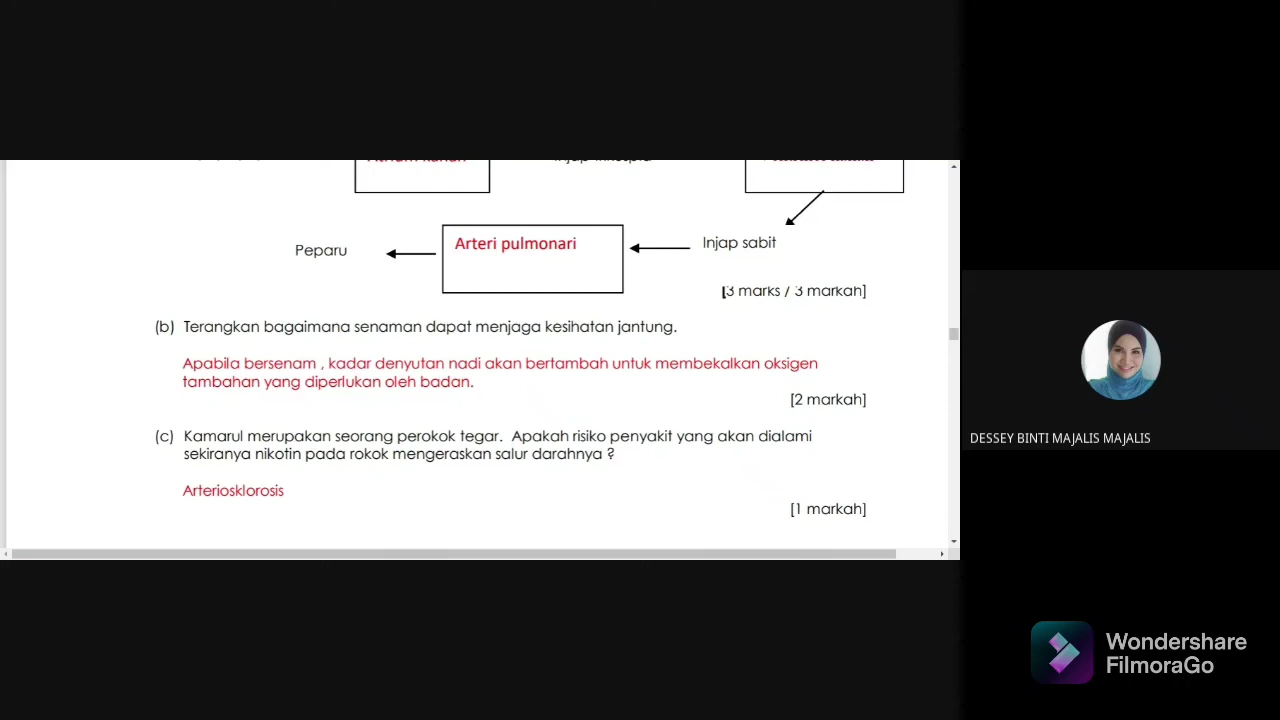 Arteri pulmonari
Peparu
Injap sabit
[3 marks / 3 markah]
(b) Terangkan bagaimana senaman dapat menjaga kesihatan jantung.
Apabila bersenam , kadar denyutan nadi akan bertambah untuk membekalkan oksigen
tambahan yang diperlukan oleh badan.
[2 markah]
(c) Kamarul merupakan seorang perokok tegar. Apakah risiko penyakit yang akan dialami
sekiranya nikotin pada rokok mengeraskan salur darahnya ?
Arteriosklorosis
[1 markah]
DESSEY BINTI MAJALIS MAJALIS
Wondershare
FilmoraGo